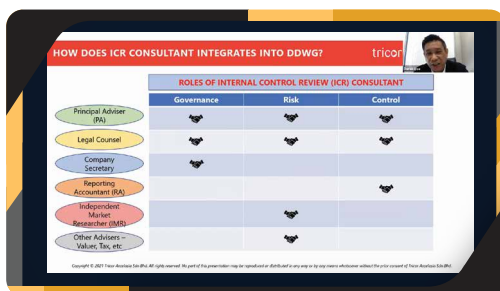 HOW DOES ICR CONSULTANT INTEGRATES INTO DDWG?
tricor
ROLES OF INTERNAL CONTROL REVIEW (ICR) CONSULTANT
Governance Risk Control
Principal Adviser
(PA)
Legal Counsel
Company
Secretary
Reporting
Accountant (RA)
Independent
Market
Researcher (IMR)
Other Advisers –
Valuer, Tax, etc
Copyright © 2021 Tricor Axcelasia Sdn Bhd. All rights reserved. No part of this presentation may be reproduced or distributed in any way or by any means whatsoever without the prior consent of Tricor Axcelasia Sdn Bhd